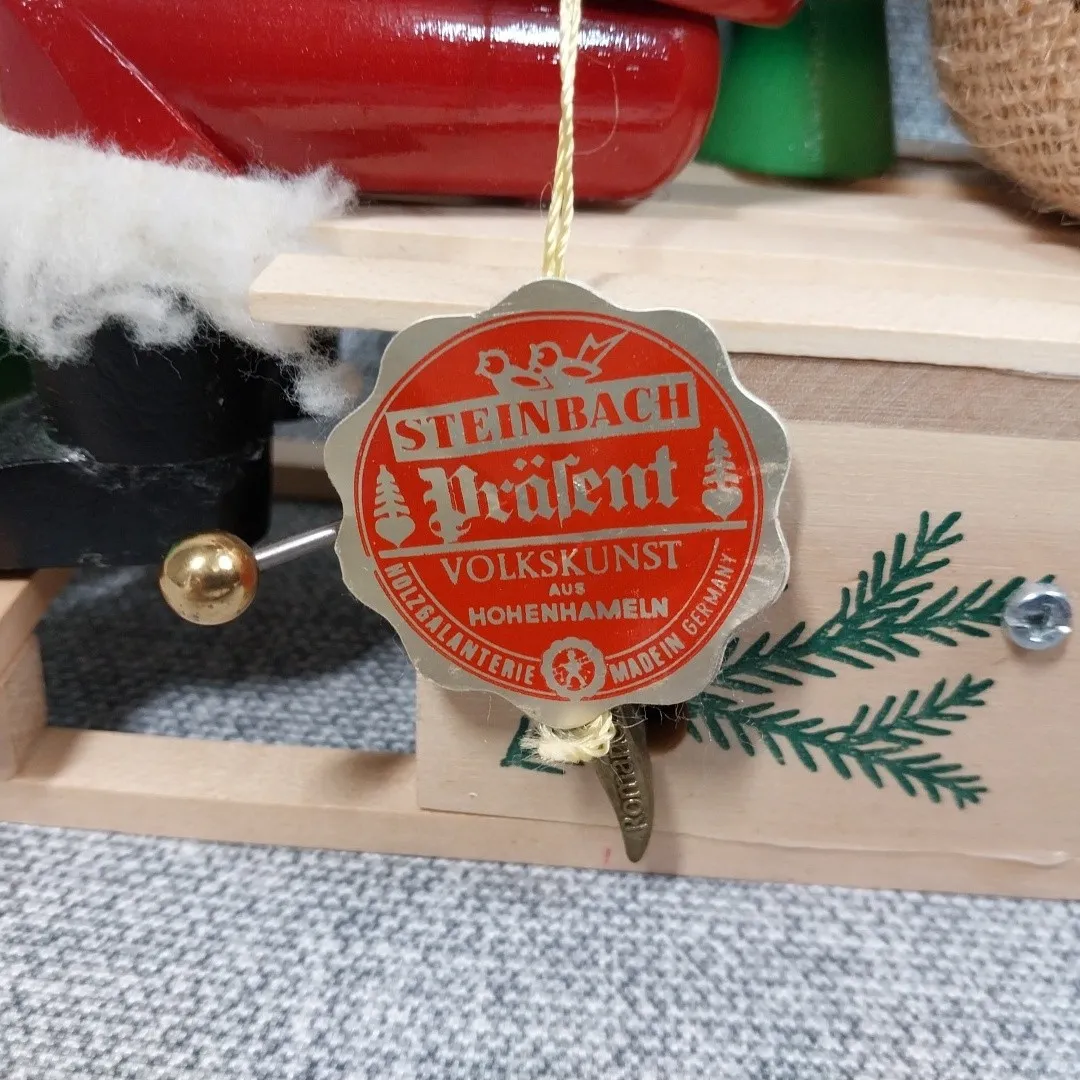 STEINBACH
Präſent
VOLKSKUNST
AUS
HOHENHAMELN
HOLZGALANTERIE MADE IN GERMANY